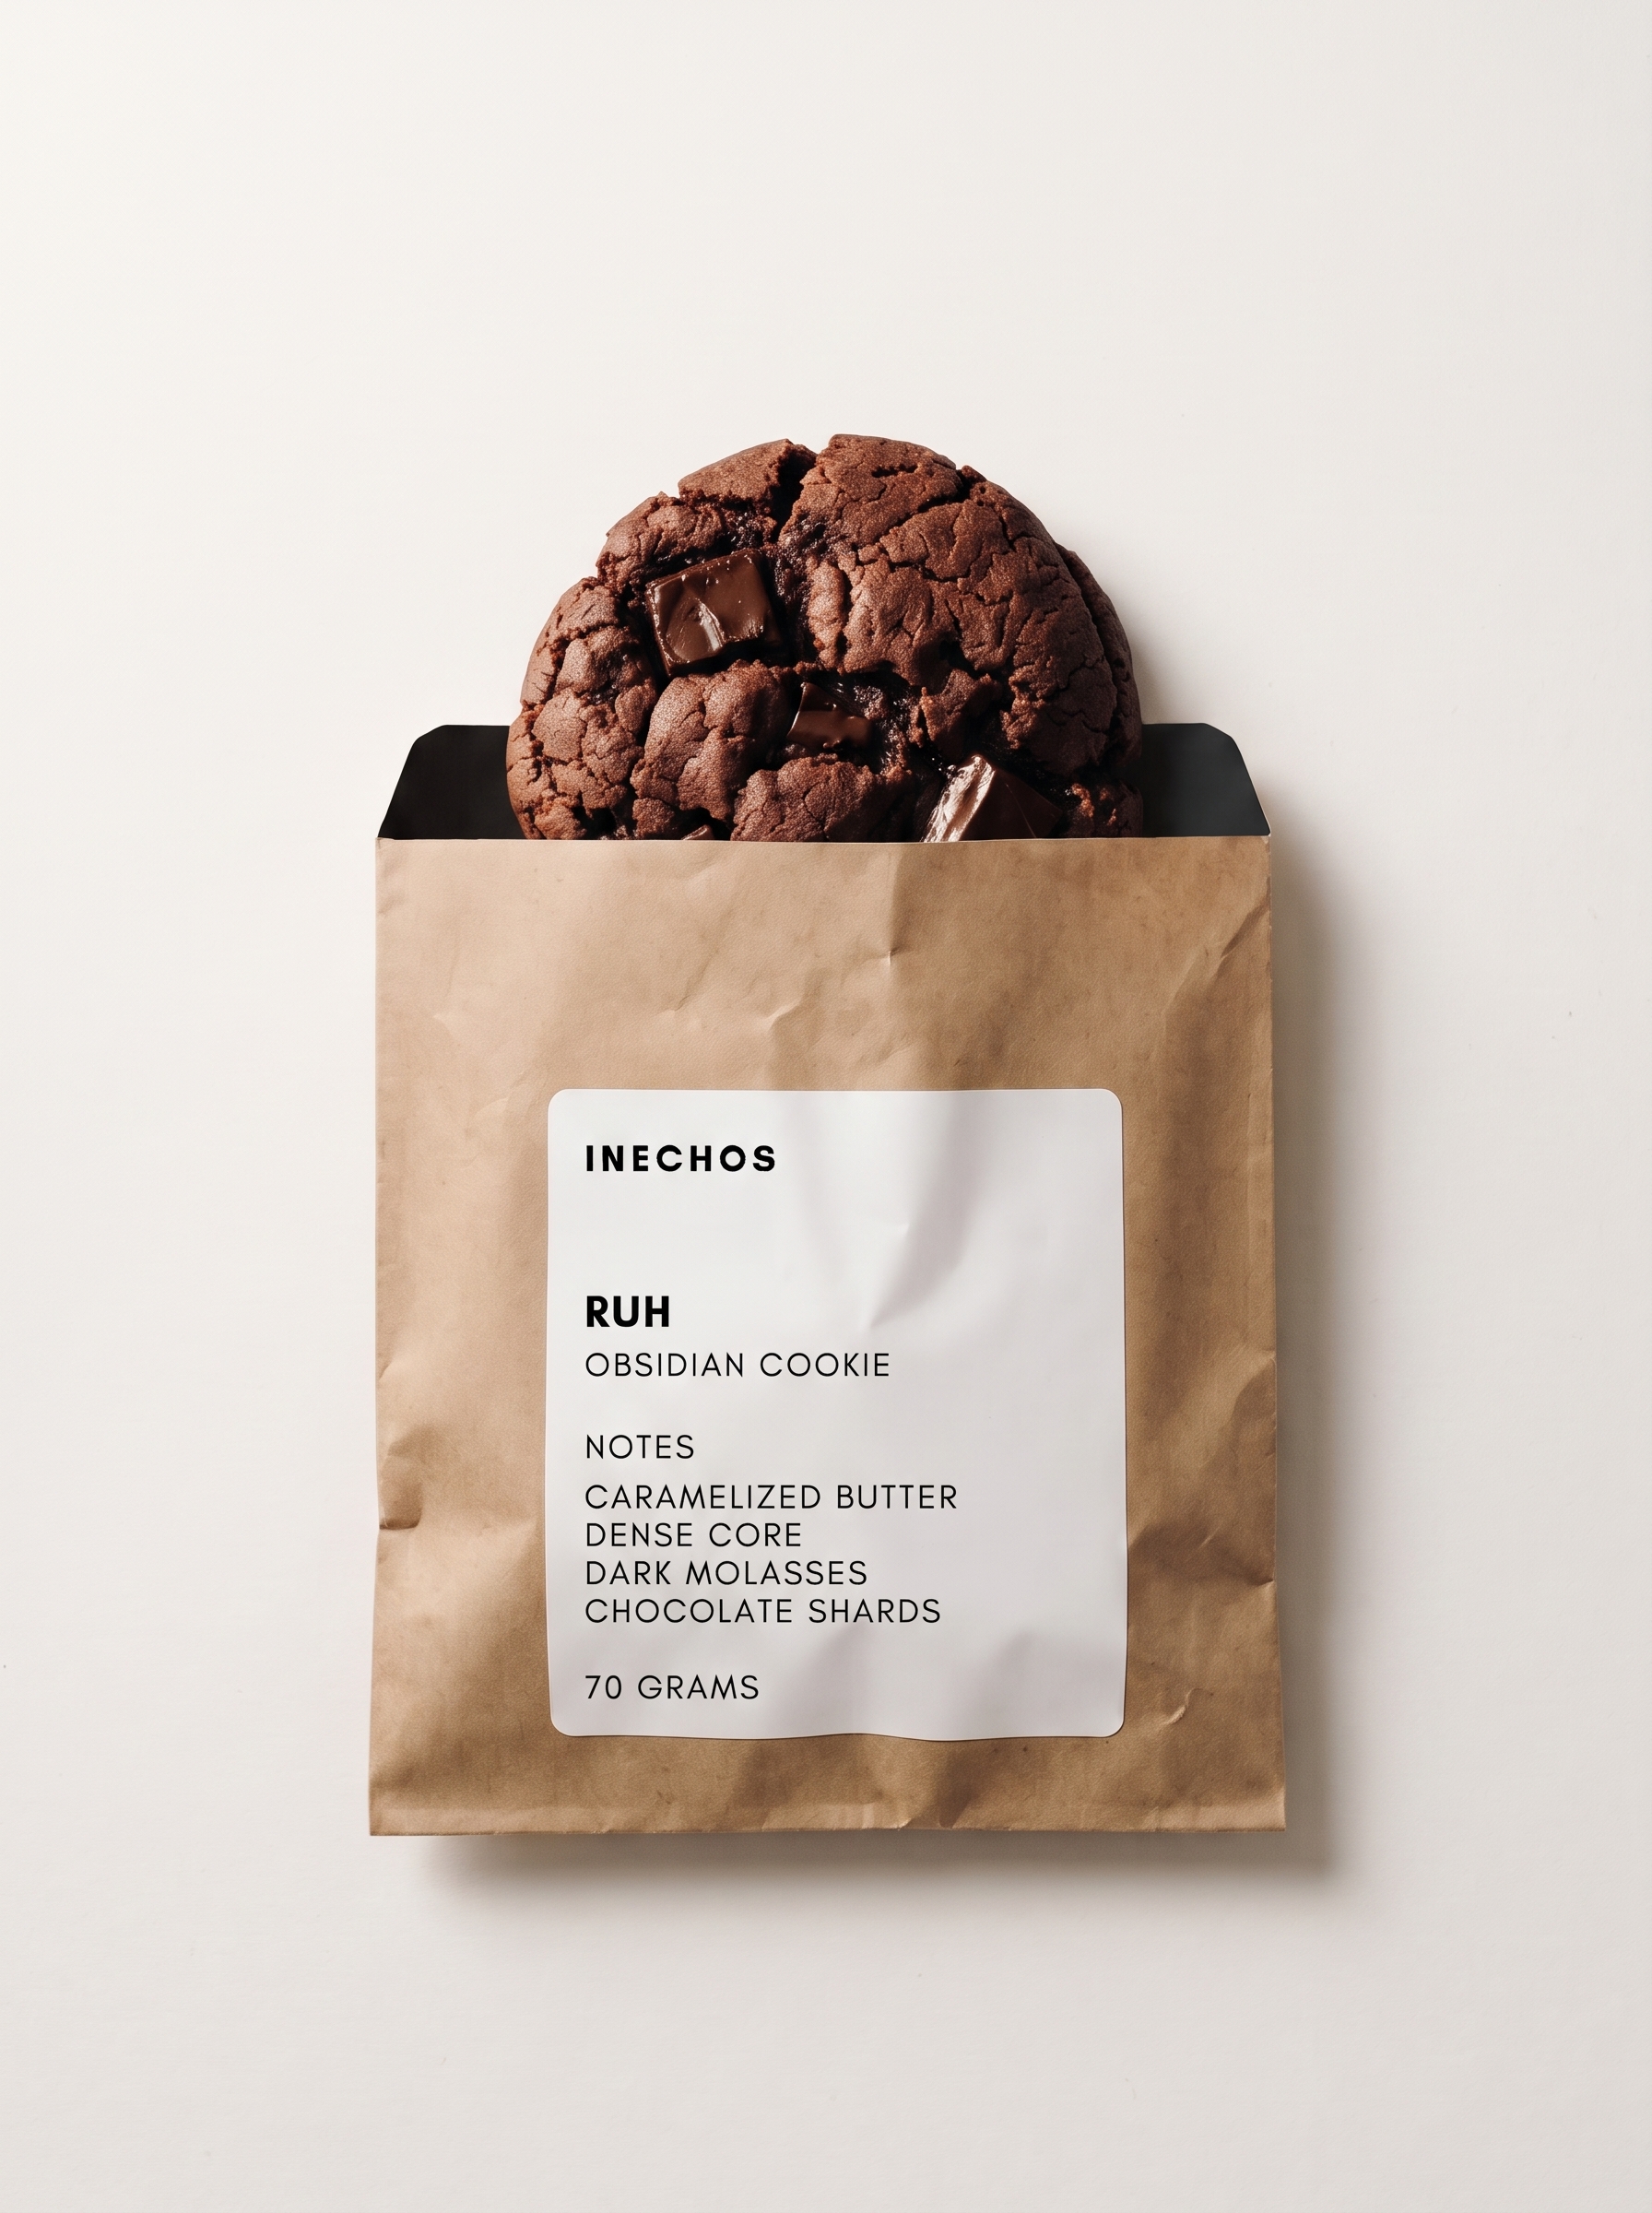 INECHOS
RUH
OBSIDIAN COOKIE
NOTES
CARAMELIZED BUTTER
DENSE CORE
DARK MOLASSES
CHOCOLATE SHARDS
70 GRAMS